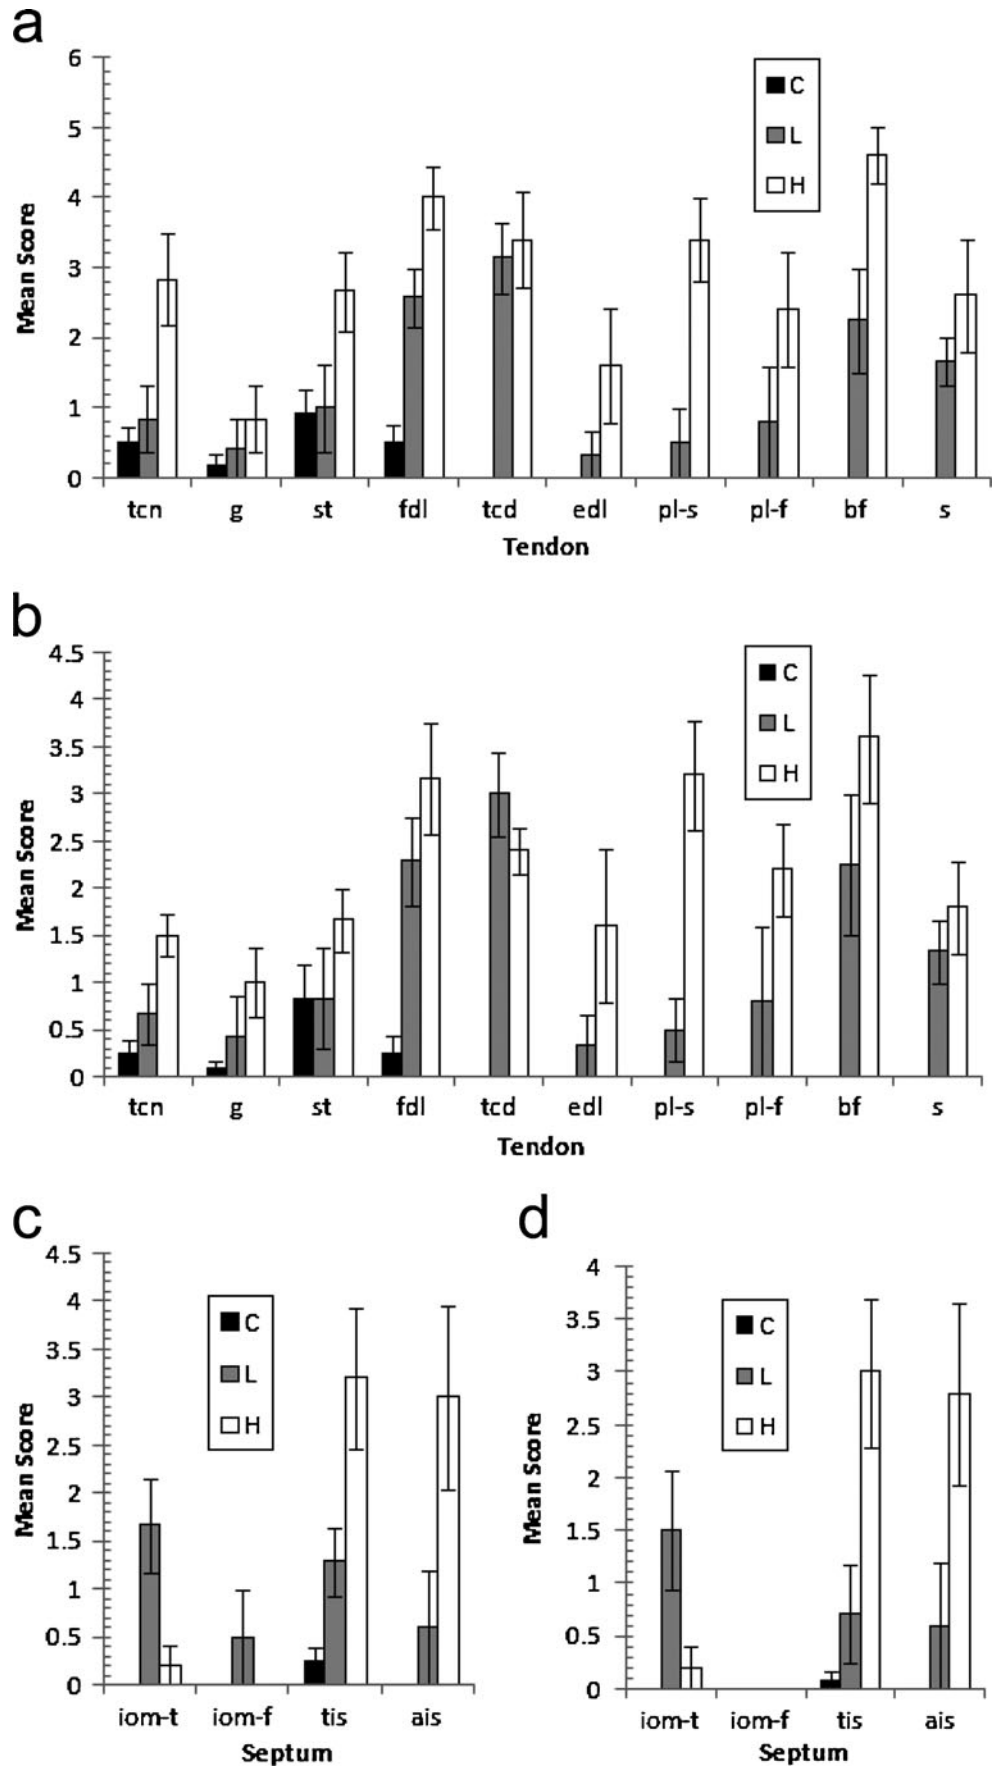 a
6
5
4
3
2
1
0
Mean Score
C
L
H
tcn g st fdl tcd edl pl-s pl-f bf s
Tendon
b
4.5
4
3.5
3
2.5
2
1.5
1
0.5
0
Mean Score
C
L
H
tcn g st fdl tcd edl pl-s pl-f bf s
Tendon
c
4.5
4
3.5
3
2.5
2
1.5
1
0.5
0
Mean Score
C
L
H
iom-t iom-f tis ais
Septum
d
4
3.5
3
2.5
2
1.5
1
0.5
0
Mean Score
C
L
H
iom-t iom-f tis ais
Septum